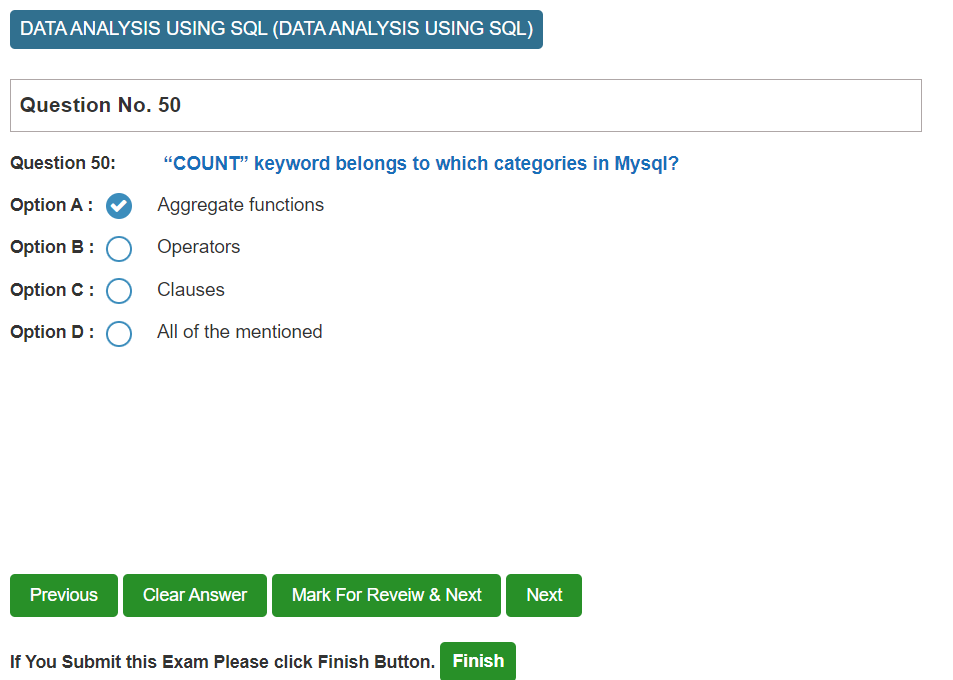 DATA ANALYSIS USING SQL (DATA ANALYSIS USING SQL)
Question No. 50
Question 50: “COUNT” keyword belongs to which categories in Mysql?
Option A : Aggregate functions
Option B : Operators
Option C : Clauses
Option D : All of the mentioned
Previous Clear Answer Mark For Reveiw & Next Next
If You Submit this Exam Please click Finish Button. Finish